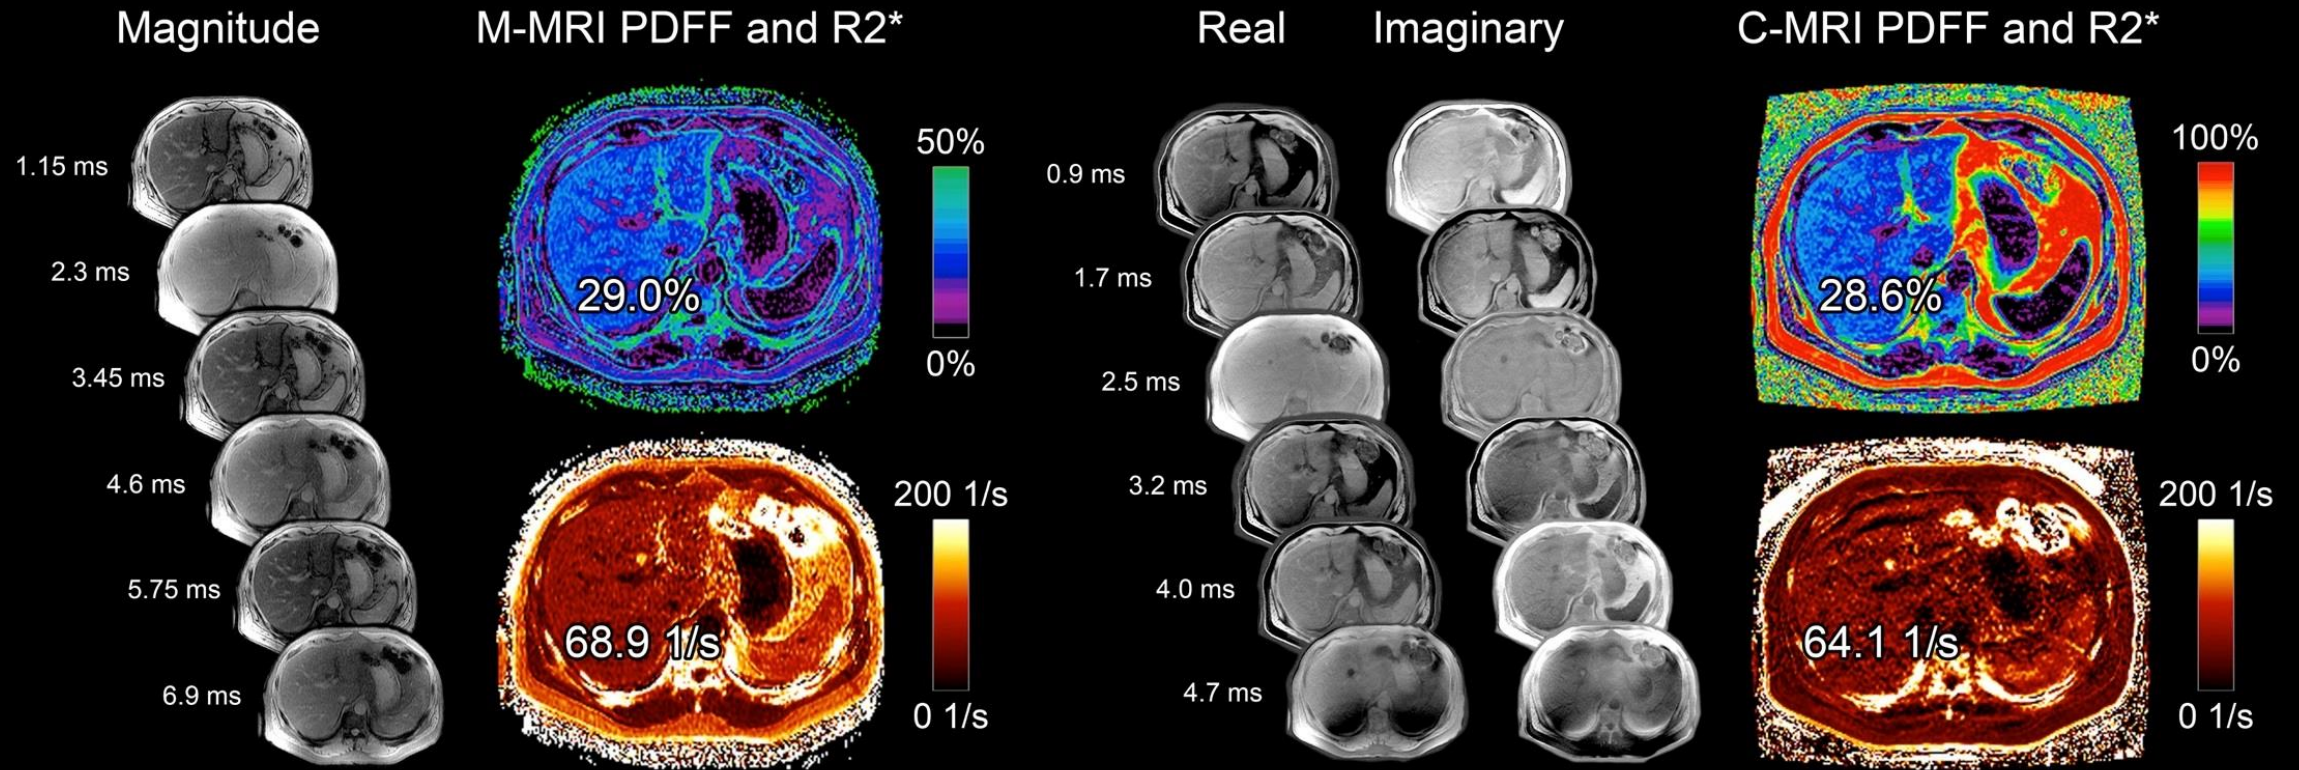 Magnitude
M-MRI PDFF and R2*
Real
Imaginary
C-MRI PDFF and R2*
1.15 ms
2.3 ms
3.45 ms
4.6 ms
5.75 ms
6.9 ms
29.0%
50%
0%
68.9 1/s
200 1/s
0 1/s
0.9 ms
1.7 ms
2.5 ms
3.2 ms
4.0 ms
4.7 ms
28.6%
100%
0%
64.1 1/s
200 1/s
0 1/s